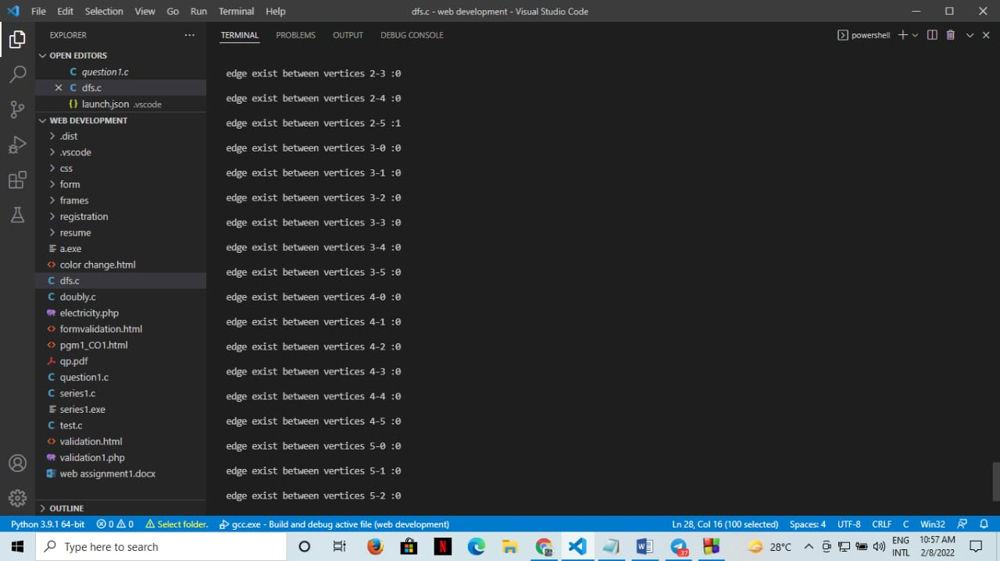 File Edit Selection View Go Run Terminal Help dfs.c - web development - Visual Studio Code
EXPLORER
OPEN EDITORS
question1.c
dfs.c
launch.json .vscode
WEB DEVELOPMENT
.dist
.vscode
css
form
frames
registration
resume
a.exe
color change.html
dfs.c
doubly.c
electricity.php
formvalidation.html
pgm1_CO1.html
qp.pdf
question1.c
series1.c
series1.exe
test.c
validation.html
validation1.php
web assignment1.docx
OUTLINE
TERMINAL PROBLEMS OUTPUT DEBUG CONSOLE powershell
edge exist between vertices 2-3 :0
edge exist between vertices 2-4 :0
edge exist between vertices 2-5 :1
edge exist between vertices 3-0 :0
edge exist between vertices 3-1 :0
edge exist between vertices 3-2 :0
edge exist between vertices 3-3 :0
edge exist between vertices 3-4 :0
edge exist between vertices 3-5 :0
edge exist between vertices 4-0 :0
edge exist between vertices 4-1 :0
edge exist between vertices 4-2 :0
edge exist between vertices 4-3 :0
edge exist between vertices 4-4 :0
edge exist between vertices 4-5 :0
edge exist between vertices 5-0 :0
edge exist between vertices 5-1 :0
edge exist between vertices 5-2 :0
Python 3.9.1 64-bit 0 0 Select folder. gcc.exe - Build and debug active file (web development) Ln 28, Col 16 (100 selected) Spaces: 4 UTF-8 CRLF C Win32
Type here to search 37 28°C ENG 10:57 AM
INTL 2/8/2022